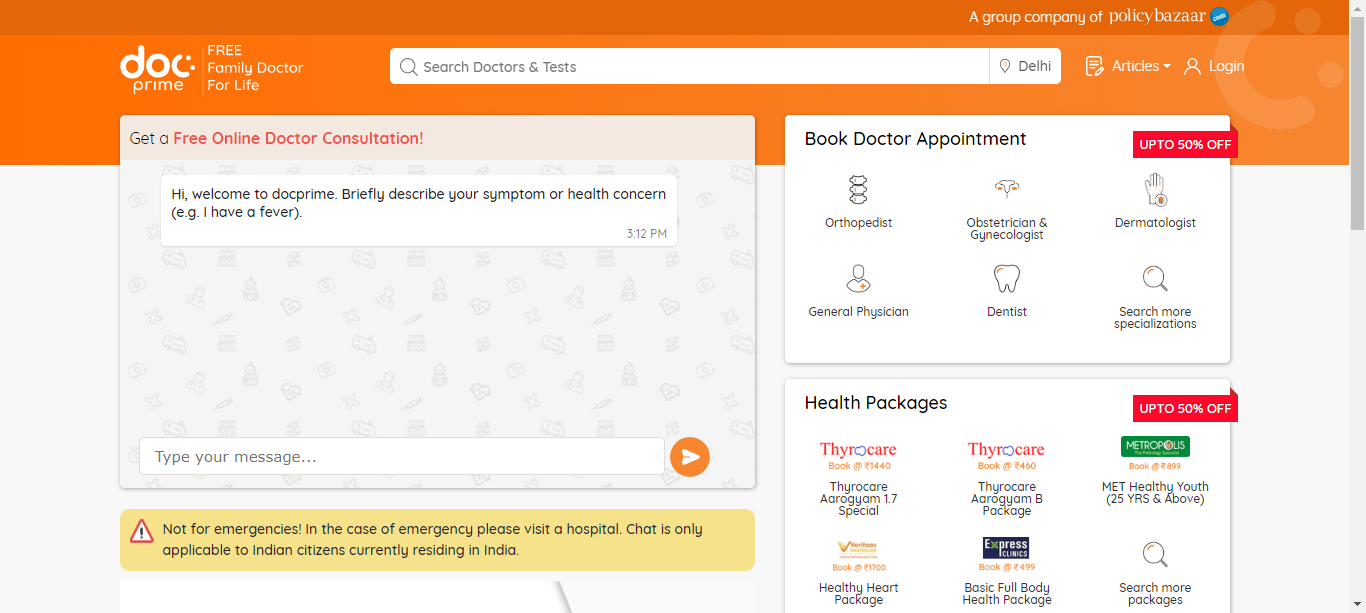 A group company of policybazaar com
doc:
prime
FREE
Family Doctor
For Life
Search Doctors & Tests
Delhi
Articles
Login
Get a Free Online Doctor Consultation!
Hi, welcome to docprime. Briefly describe your symptom or health concern
(e.g. I have a fever).
3:12 PM
Type your message...
Not for emergencies! In the case of emergency please visit a hospital. Chat is only
applicable to Indian citizens currently residing in India.
Book Doctor Appointment
UPTO 50% OFF
Orthopedist
Obstetrician &
Gynecologist
Dermatologist
General Physician
Dentist
Search more
specializations
Health Packages
UPTO 50% OFF
Thyrocare
Book @ ₹1440
Thyrocare
Aarogyam 1.7
Special
Thyrocare
Book @ ₹460
Thyrocare
Aarogyam B
Package
METROPOLIS
The Pathology Specialist
Book @ ₹899
MET Healthy Youth
(25 YRS & Above)
Veritaas
Healthcare
Book @ ₹1700
Healthy Heart
Package
Express
CLINICS
Book @ ₹499
Basic Full Body
Health Package
Search more
packages